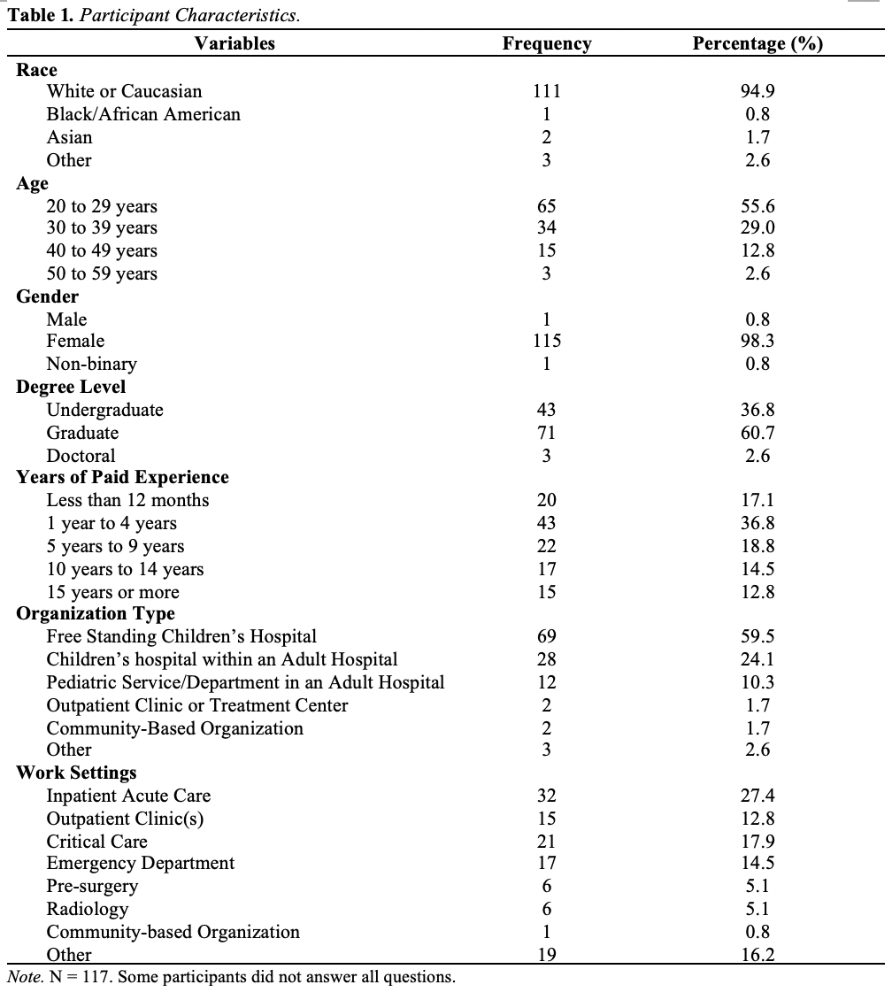 Table 1. Participant Characteristics.
Variables Frequency Percentage (%)
Race
White or Caucasian 111 94.9
Black/African American 1 0.8
Asian 2 1.7
Other 3 2.6
Age
20 to 29 years 65 55.6
30 to 39 years 34 29.0
40 to 49 years 15 12.8
50 to 59 years 3 2.6
Gender
Male 1 0.8
Female 115 98.3
Non-binary 1 0.8
Degree Level
Undergraduate 43 36.8
Graduate 71 60.7
Doctoral 3 2.6
Years of Paid Experience
Less than 12 months 20 17.1
1 year to 4 years 43 36.8
5 years to 9 years 22 18.8
10 years to 14 years 17 14.5
15 years or more 15 12.8
Organization Type
Free Standing Children’s Hospital 69 59.5
Children’s hospital within an Adult Hospital 28 24.1
Pediatric Service/Department in an Adult Hospital 12 10.3
Outpatient Clinic or Treatment Center 2 1.7
Community-Based Organization 2 1.7
Other 3 2.6
Work Settings
Inpatient Acute Care 32 27.4
Outpatient Clinic(s) 15 12.8
Critical Care 21 17.9
Emergency Department 17 14.5
Pre-surgery 6 5.1
Radiology 6 5.1
Community-based Organization 1 0.8
Other 19 16.2
Note. N = 117. Some participants did not answer all questions.